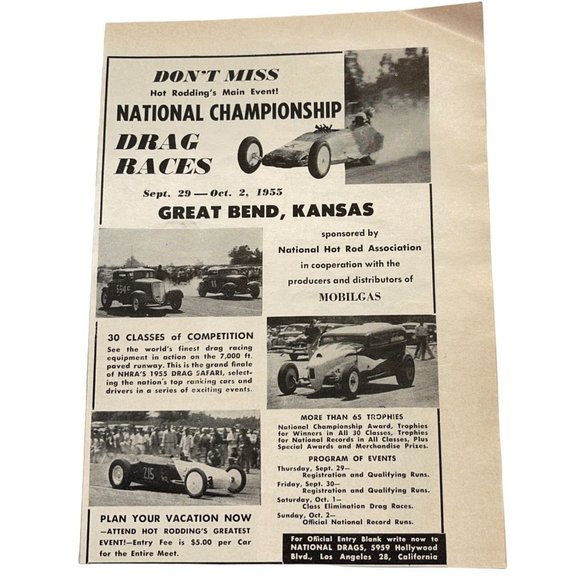 DON'T MISS
Hot Rodding's Main Event!
NATIONAL CHAMPIONSHIP
DRAG
RACES
Sept. 29 — Oct. 2, 1955
GREAT BEND, KANSAS
sponsored by
National Hot Rod Association
in cooperation with the
producers and distributors of
MOBILGAS
30 CLASSES of COMPETITION
See the world's finest drag racing
equipment in action on the 7,000 ft.
paved runway. This is the grand finale
of NHRA'S 1955 DRAG SAFARI, select-
ing the nation's top ranking cars and
drivers in a series of exciting events.
MORE THAN 65 TROPHIES
National Championship Award, Trophies
for Winners in All 30 Classes, Trophies
for National Records in All Classes, Plus
Special Awards and Merchandise Prizes.
PROGRAM OF EVENTS
Thursday, Sept. 29—
Registration and Qualifying Runs.
Friday, Sept. 30—
Registration and Qualifying Runs.
Saturday, Oct. 1—
Class Elimination Drag Races.
Sunday, Oct. 2—
Official National Record Runs.
215
PLAN YOUR VACATION NOW
—ATTEND HOT RODDING'S GREATEST
EVENT!—Entry Fee is $5.00 per Car
for the Entire Meet.
For Official Entry Blank write now to
NATIONAL DRAGS, 5959 Hollywood
Blvd., Los Angeles 28, California